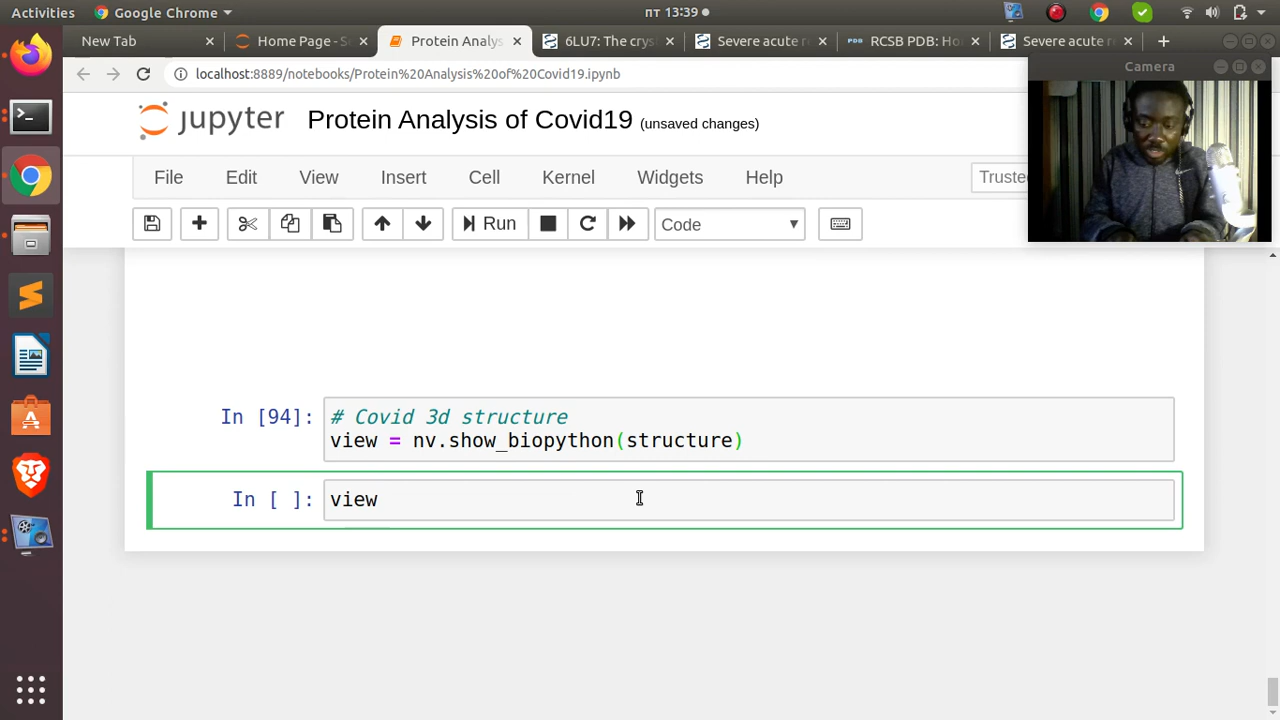 Activities
Google Chrome
пт 13:39
New Tab
Home Page - S
Protein Analys
6LU7: The crys
Severe acute r
RCSB PDB: Ho
Severe acute r
localhost:8889/notebooks/Protein%20Analysis%20of%20Covid19.ipynb
Camera
jupyter
Protein Analysis of Covid19 (unsaved changes)
File Edit View Insert Cell Kernel Help
Trusted
Run
Code
In [94]:
# Covid 3d structure
view = nv.show_biopython(structure)
In [ ]:
view